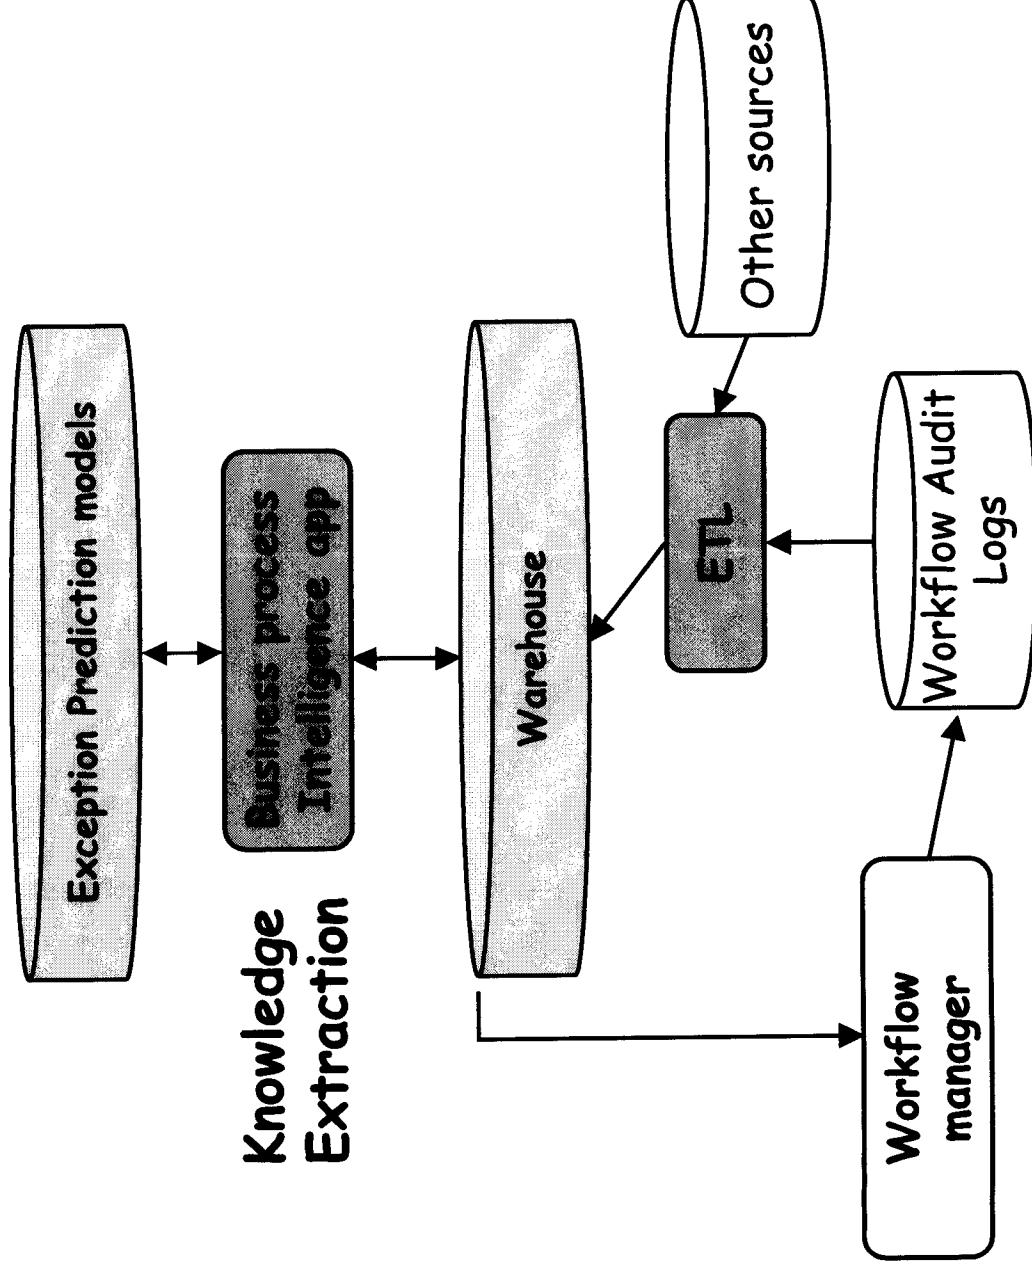 Exception Prediction models
Business process
Intelligence app
Knowledge
Extraction
Warehouse
ETL
Other sources
Workflow Audit
Logs
Workflow
manager